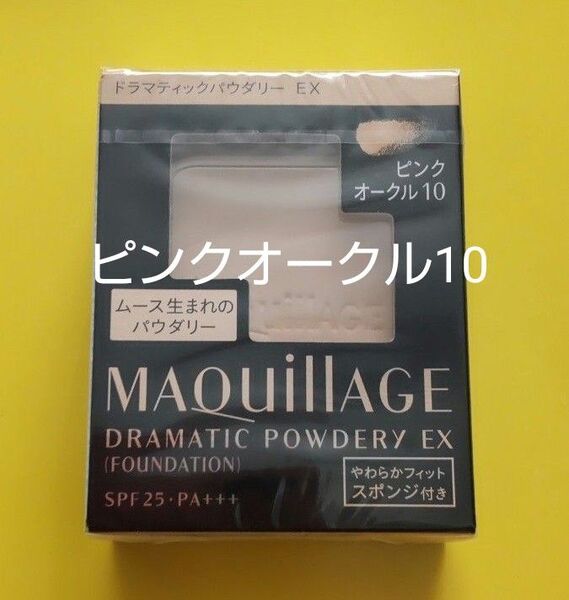 ドラマティックパウダリー EX
ピンク
オークル10
ピンクオークル10
ムース生まれの
パウダリー
MAQuillAGE
DRAMATIC POWDERY EX
(FOUNDATION)
SPF25・PA+++
やわらかフィット
スポンジ付き